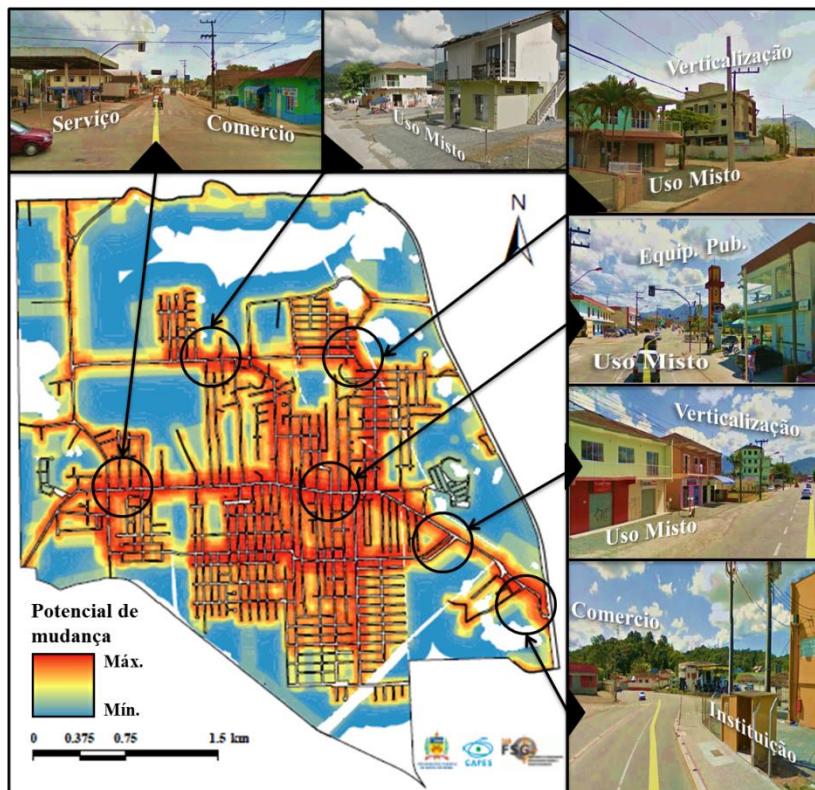 Serviço
Comercio
Uso Misto
Verticalização
Uso Misto
Equip. Pub.
Uso Misto
Verticalização
Uso Misto
Comercio
Instituição
N
Potencial de
mudança
Máx.
Mín.
0 0.375 0.75 1.5 km
CAPES
FSG